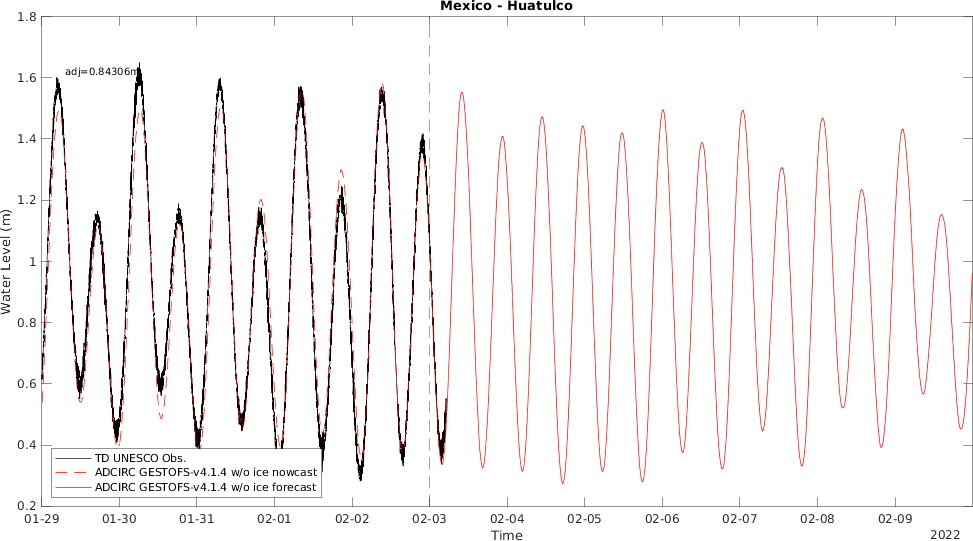 Mexico - Huatulco
Water Level (m)
1.8
1.6
1.4
1.2
1
0.8
0.6
0.4
0.2
adj=0.84306m
TD UNESCO Obs.
ADCIRC GESTOFS-v4.1.4 w/o ice nowcast
ADCIRC GESTOFS-v4.1.4 w/o ice forecast
01-29 01-30 01-31 02-01 02-02 02-03 02-04 02-05 02-06 02-07 02-08 02-09
Time
2022